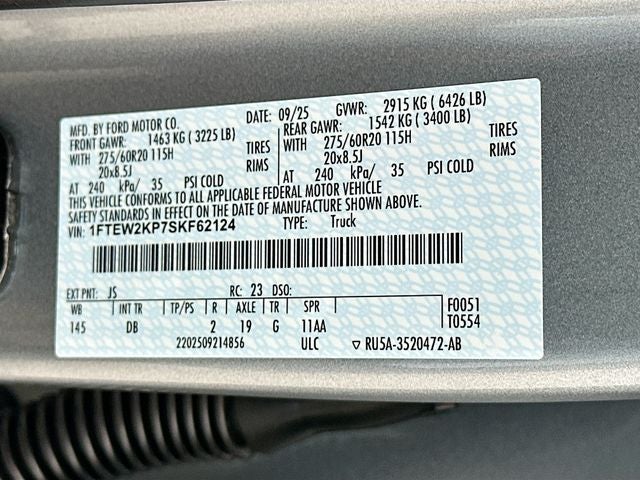 MFD. BY FORD MOTOR CO. DATE: 09/25 GVWR: 2915 KG ( 6426 LB)
FRONT GAWR: 1463 KG ( 3225 LB) REAR GAWR: 1542 KG ( 3400 LB)
WITH 275/60R20 115H TIRES WITH 275/60R20 115H TIRES
20x8.5J RIMS 20x8.5J RIMS
AT 240 kPa/ 35 PSI COLD AT 240 kPa/ 35 PSI COLD
THIS VEHICLE CONFORMS TO ALL APPLICABLE FEDERAL MOTOR VEHICLE
SAFETY STANDARDS IN EFFECT ON THE DATE OF MANUFACTURE SHOWN ABOVE.
VIN: 1FTEW2KP7SKF62124 TYPE: Truck
EXT PNT: JS RC: 23 DSO:
WB DB TP/PS R AXLE TR SPR F0051
145 2 19 G 11AA T0554
2202509214856 ULC ▽ RU5A-3520472-AB